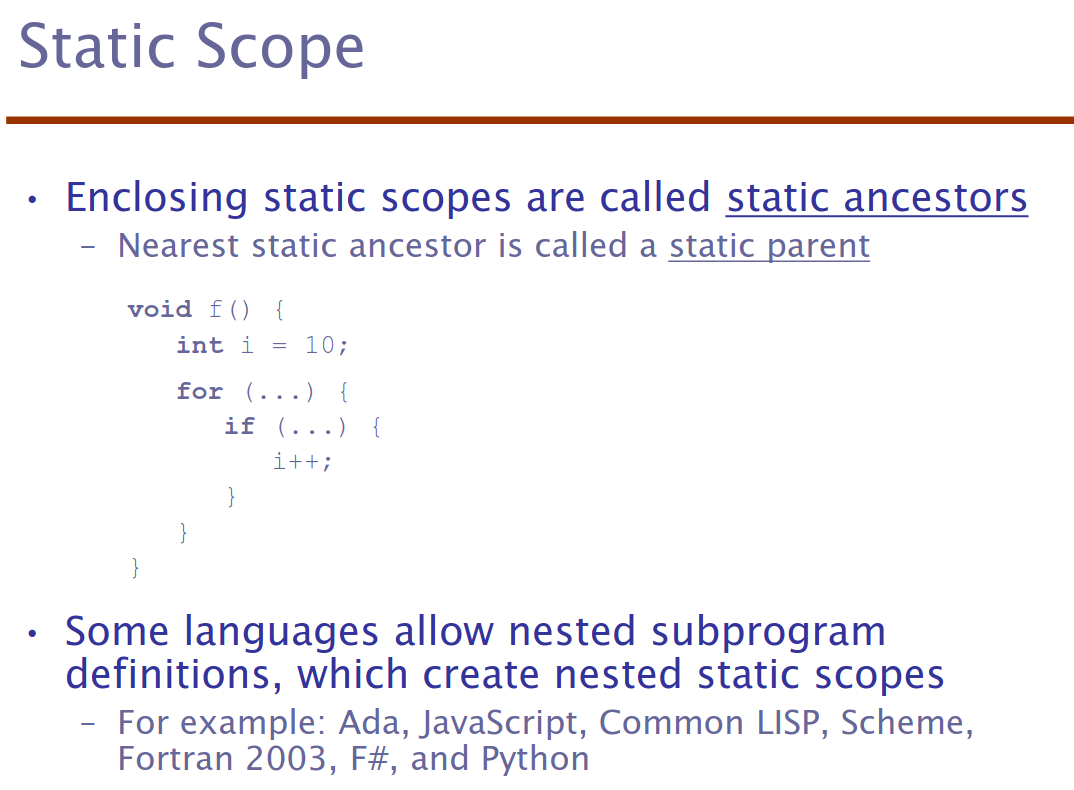 Static Scope
• Enclosing static scopes are called static ancestors
– Nearest static ancestor is called a static parent
void f() {
int i = 10;
for (...) {
if (...) {
i++;
}
}
}
• Some languages allow nested subprogram
definitions, which create nested static scopes
– For example: Ada, JavaScript, Common LISP, Scheme,
Fortran 2003, F#, and Python